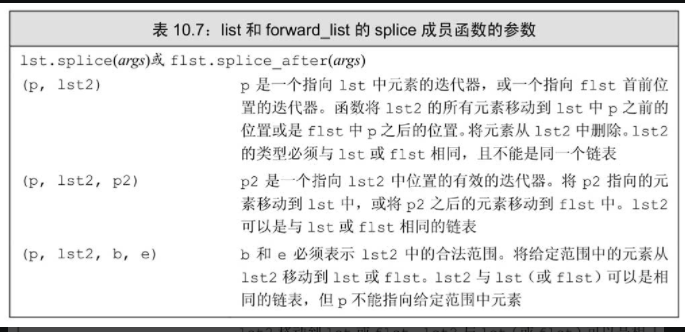 表 10.7：list 和 forward_list 的 splice 成员函数的参数
lst.splice(args)或 flst.splice_after(args)
(p, lst2) p 是一个指向 lst 中元素的迭代器，或一个指向 flst 首前位
置的迭代器。函数将 lst2 的所有元素移动到 lst 中 p 之前的
位置或是 flst 中 p 之后的位置。将元素从 lst2 中删除。lst2
的类型必须与 lst 或 flst 相同，且不能是同一个链表
(p, lst2, p2) p2 是一个指向 lst2 中位置的有效的迭代器。将 p2 指向的元
素移动到 lst 中，或将 p2 之后的元素移动到 flst 中。lst2
可以是与 lst 或 flst 相同的链表
(p, lst2, b, e) b 和 e 必须表示 lst2 中的合法范围。将给定范围中的元素从
lst2 移动到 lst 或 flst。lst2 与 lst（或 flst）可以是相
同的链表，但 p 不能指向给定范围中元素